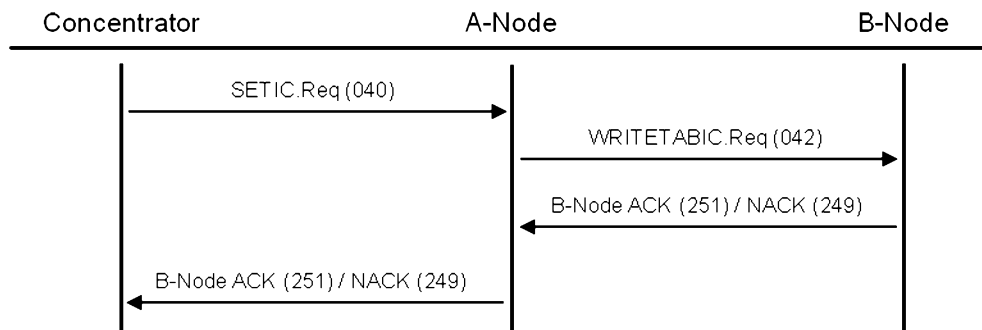 Concentrator A-Node B-Node
SETIC.Req (040)
WRITETABIC.Req (042)
B-Node ACK (251) / NACK (249)
B-Node ACK (251) / NACK (249)